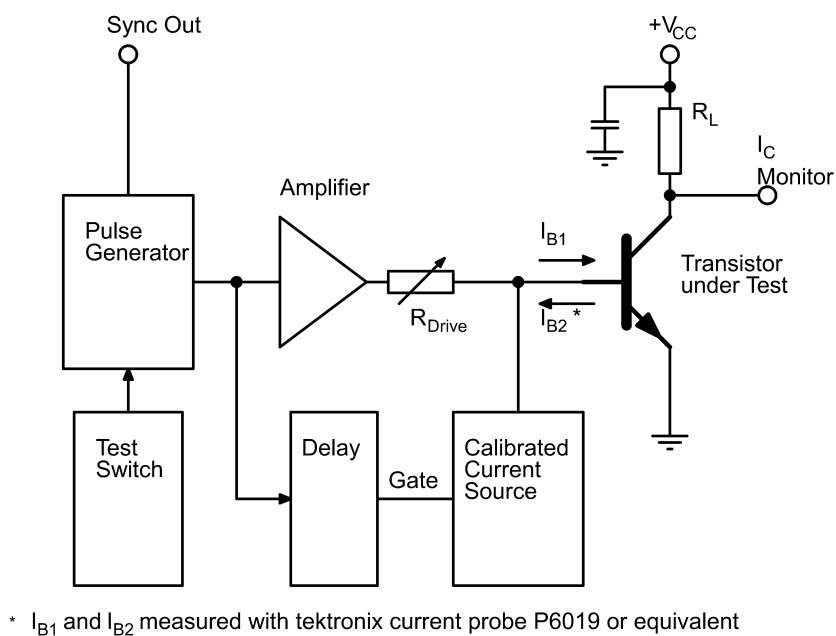 Sync Out
+VCC
RL
IC
Monitor
Amplifier
Pulse
Generator
IB1
Transistor
under Test
RDrive
IB2 *
Test
Switch
Delay
Gate
Calibrated
Current
Source
* IB1 and IB2 measured with tektronix current probe P6019 or equivalent